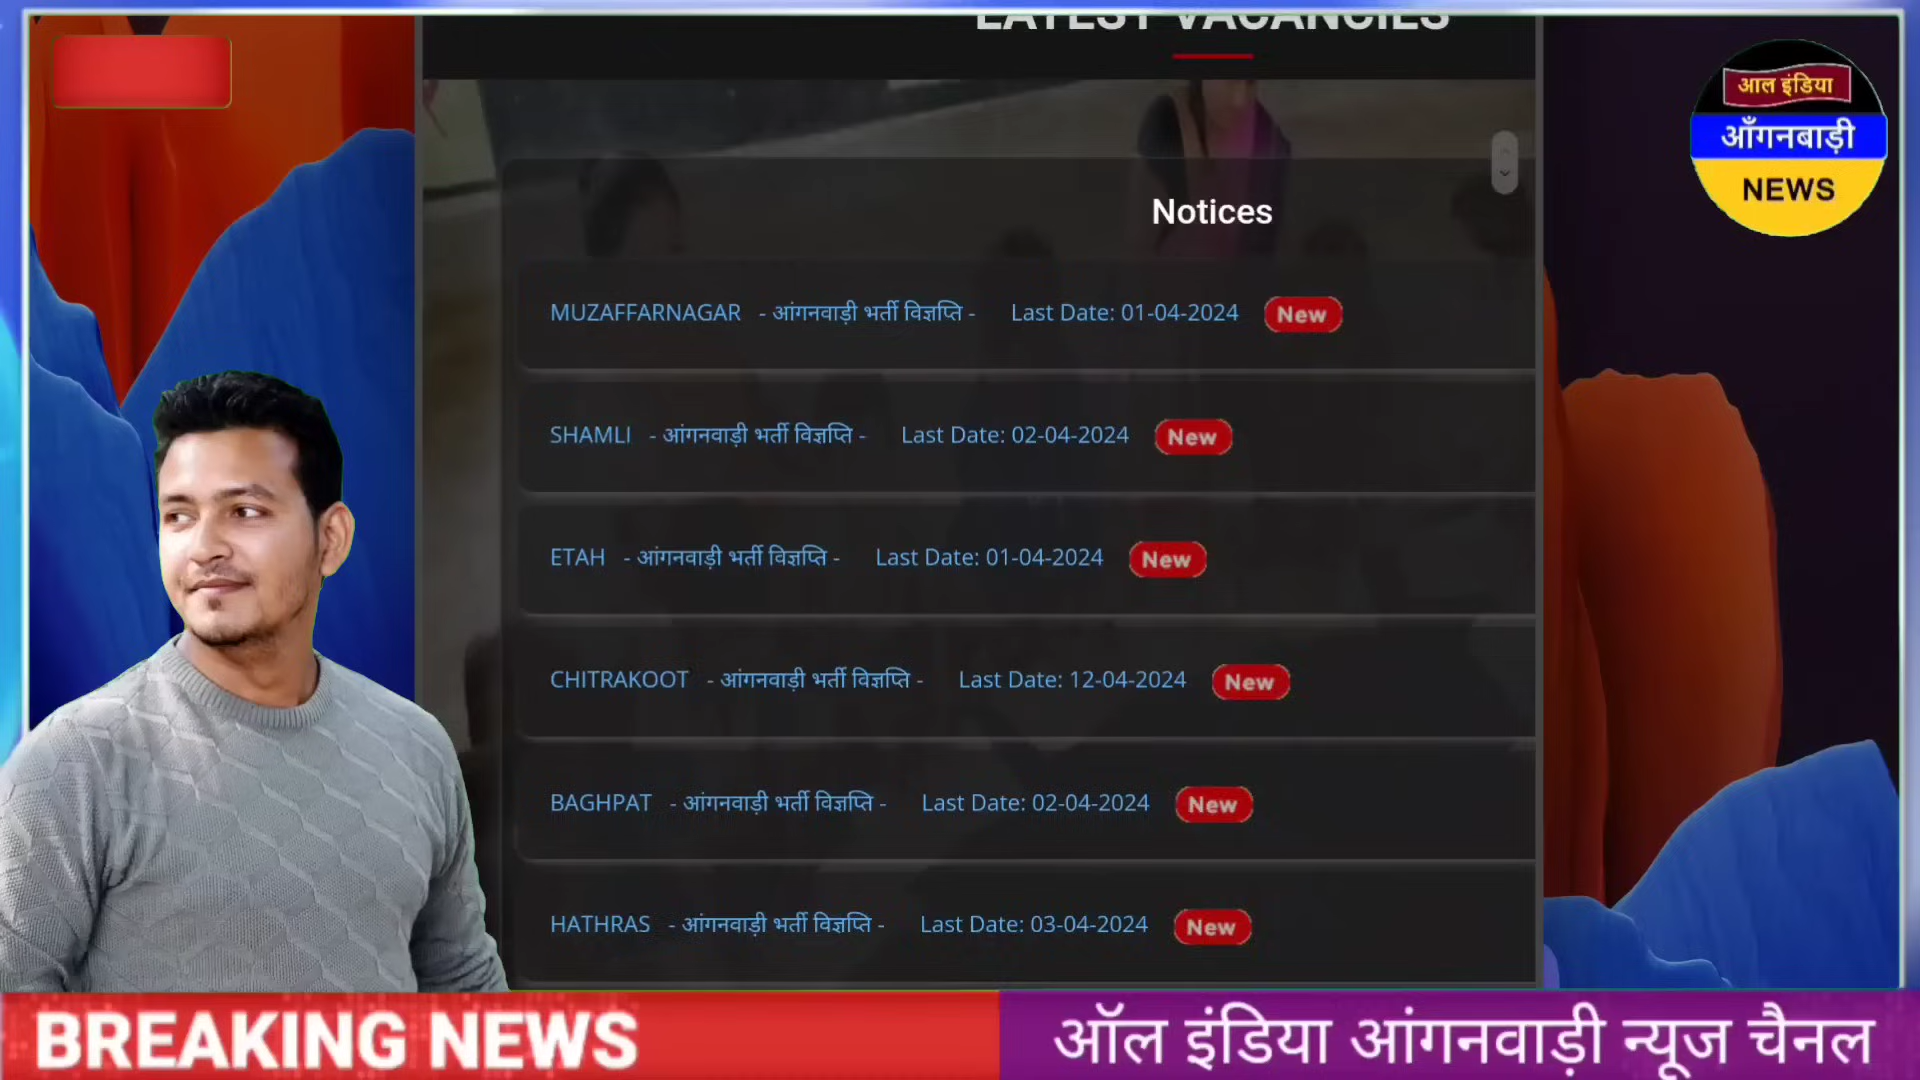 LATEST VACANCIES
आल इंडिया
आँगनबाड़ी
NEWS
Notices
MUZAFFARNAGAR - आंगनवाड़ी भर्ती विज्ञप्ति - Last Date: 01-04-2024 New
SHAMLI - आंगनवाड़ी भर्ती विज्ञप्ति - Last Date: 02-04-2024 New
ETAH - आंगनवाड़ी भर्ती विज्ञप्ति - Last Date: 01-04-2024 New
CHITRAKOOT - आंगनवाड़ी भर्ती विज्ञप्ति - Last Date: 12-04-2024 New
BAGHPAT - आंगनवाड़ी भर्ती विज्ञप्ति - Last Date: 02-04-2024 New
HATHRAS - आंगनवाड़ी भर्ती विज्ञप्ति - Last Date: 03-04-2024 New
BREAKING NEWS
ऑल इंडिया आंगनवाड़ी न्यूज चैनल